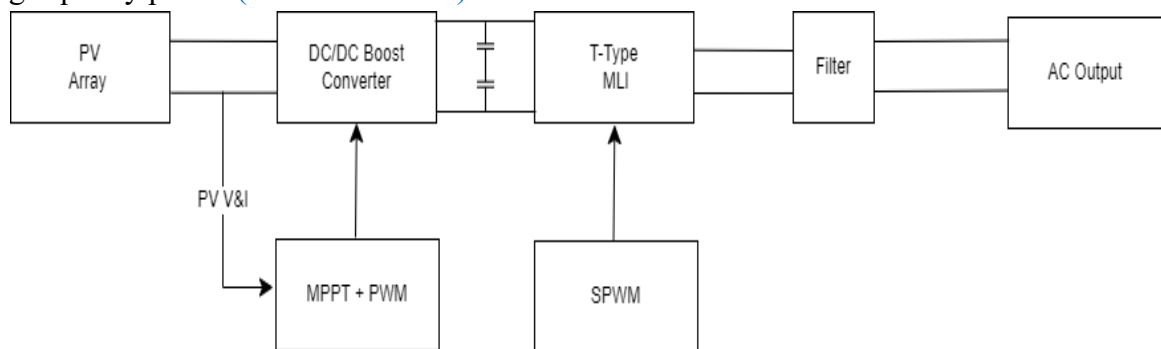 PV
Array
DC/DC Boost
Converter
T-Type
MLI
Filter
AC Output
PV V&I
MPPT + PWM
SPWM